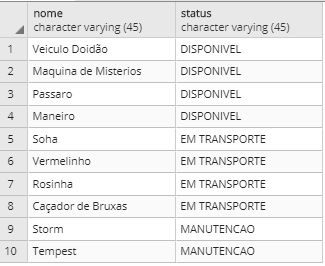 nome status
character varying (45) character varying (45)
1 Veiculo Doidão DISPONIVEL
2 Maquina de Misterios DISPONIVEL
3 Passaro DISPONIVEL
4 Maneiro DISPONIVEL
5 Soha EM TRANSPORTE
6 Vermelinho EM TRANSPORTE
7 Rosinha EM TRANSPORTE
8 Caçador de Bruxas EM TRANSPORTE
9 Storm MANUTENCAO
10 Tempest MANUTENCAO